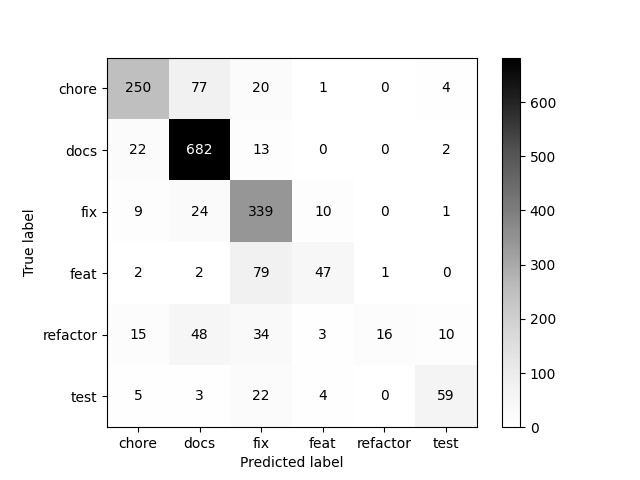 chore 250 77 20 1 0 4
docs 22 682 13 0 0 2
fix 9 24 339 10 0 1
feat 2 2 79 47 1 0
refactor 15 48 34 3 16 10
test 5 3 22 4 0 59
chore docs fix feat refactor test
Predicted label
True label
600
500
400
300
200
100
0